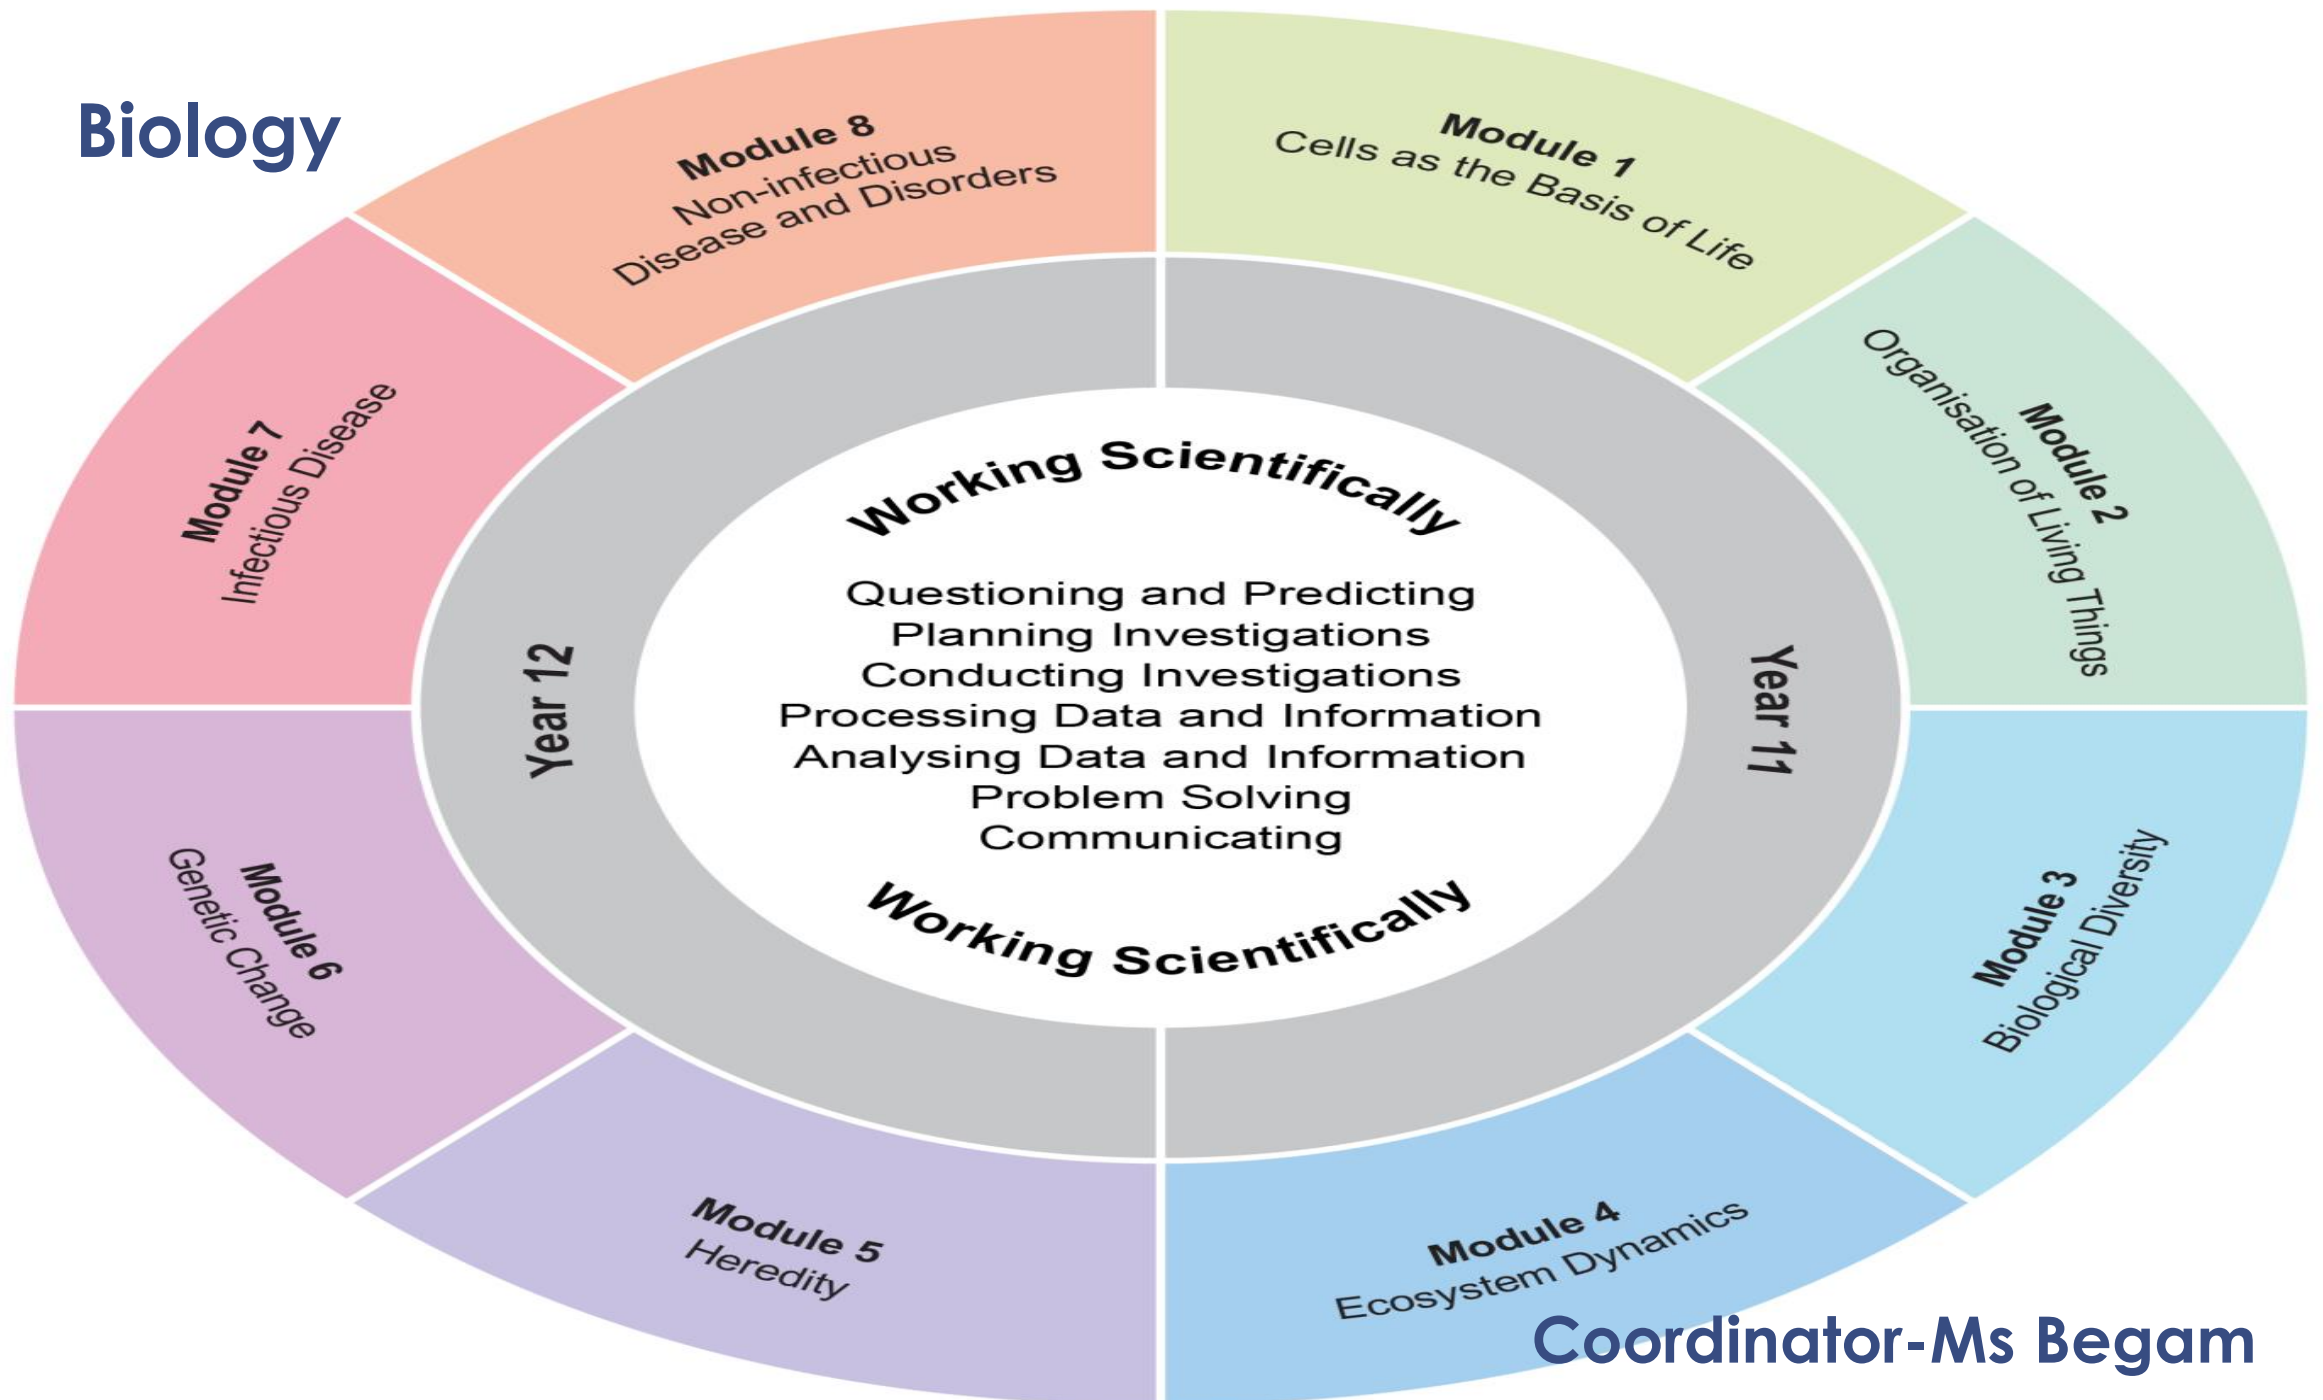 Biology
Module 1
Cells as the Basis of Life
Module 2
Organisation of Living Things
Module 3
Biological Diversity
Module 4
Ecosystem Dynamics
Module 5
Heredity
Module 6
Genetic Change
Module 7
Infectious Disease
Module 8
Non-infectious
Disease and Disorders
Year 11
Year 12
Working Scientifically
Questioning and Predicting
Planning Investigations
Conducting Investigations
Processing Data and Information
Analysing Data and Information
Problem Solving
Communicating
Working Scientifically
Coordinator-Ms Begam